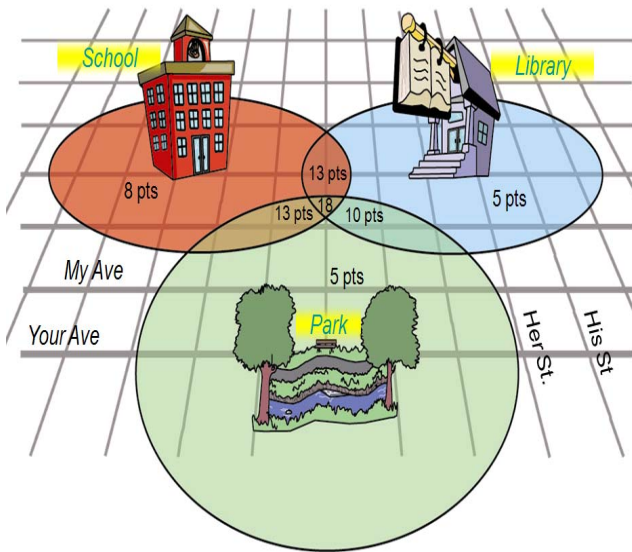 School
Library
13 pts
8 pts
5 pts
13 pts
18
10 pts
My Ave
5 pts
Park
Your Ave
Her St.
His St